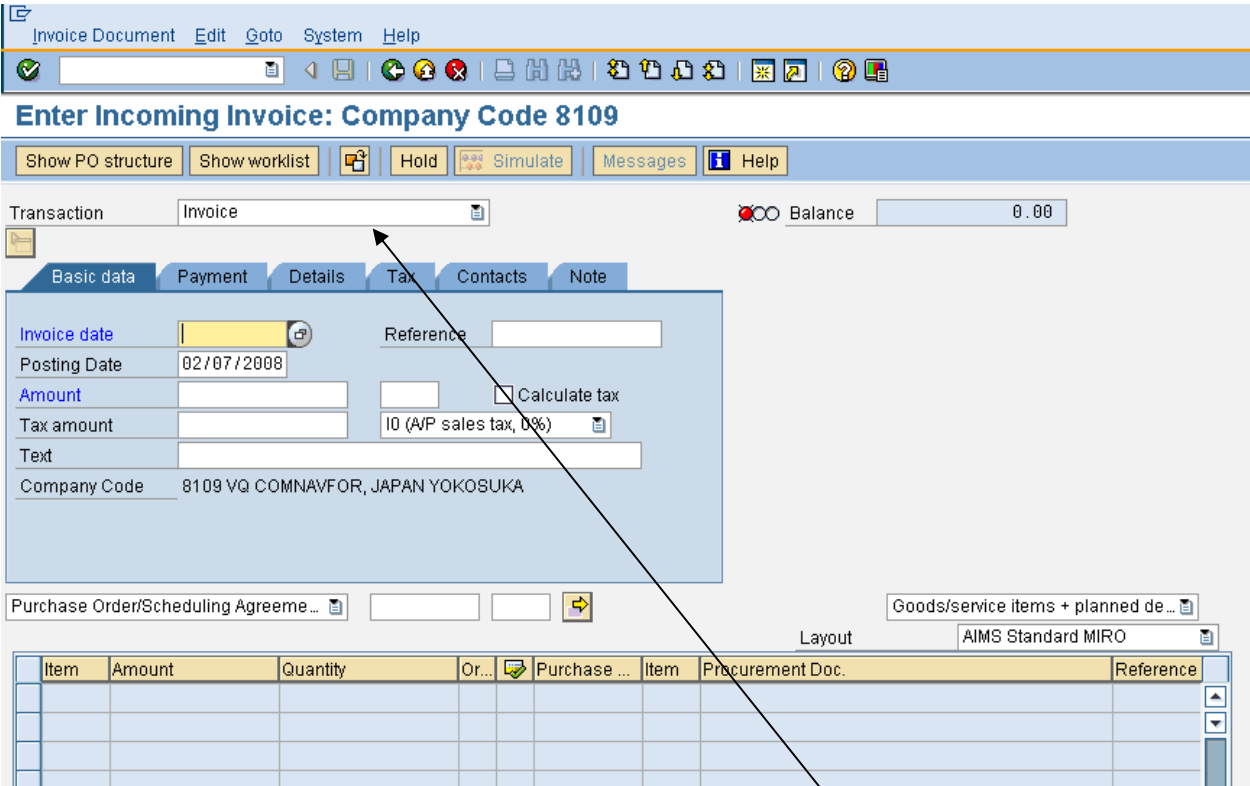 Invoice Document Edit Goto System Help
Enter Incoming Invoice: Company Code 8109
Show PO structure Show worklist Hold Simulate Messages Help
Transaction Invoice Balance 0.00
Basic data Payment Details Tax Contacts Note
Invoice date Reference
Posting Date 02/07/2008
Amount Calculate tax
Tax amount I0 (A/P sales tax, 0%)
Text
Company Code 8109 VQ COMNAVFOR, JAPAN YOKOSUKA
Purchase Order/Scheduling Agreeme... Goods/service items + planned de...
Layout AIMS Standard MIRO
Item Amount Quantity Or... Purchase ... Item Procurement Doc. Reference